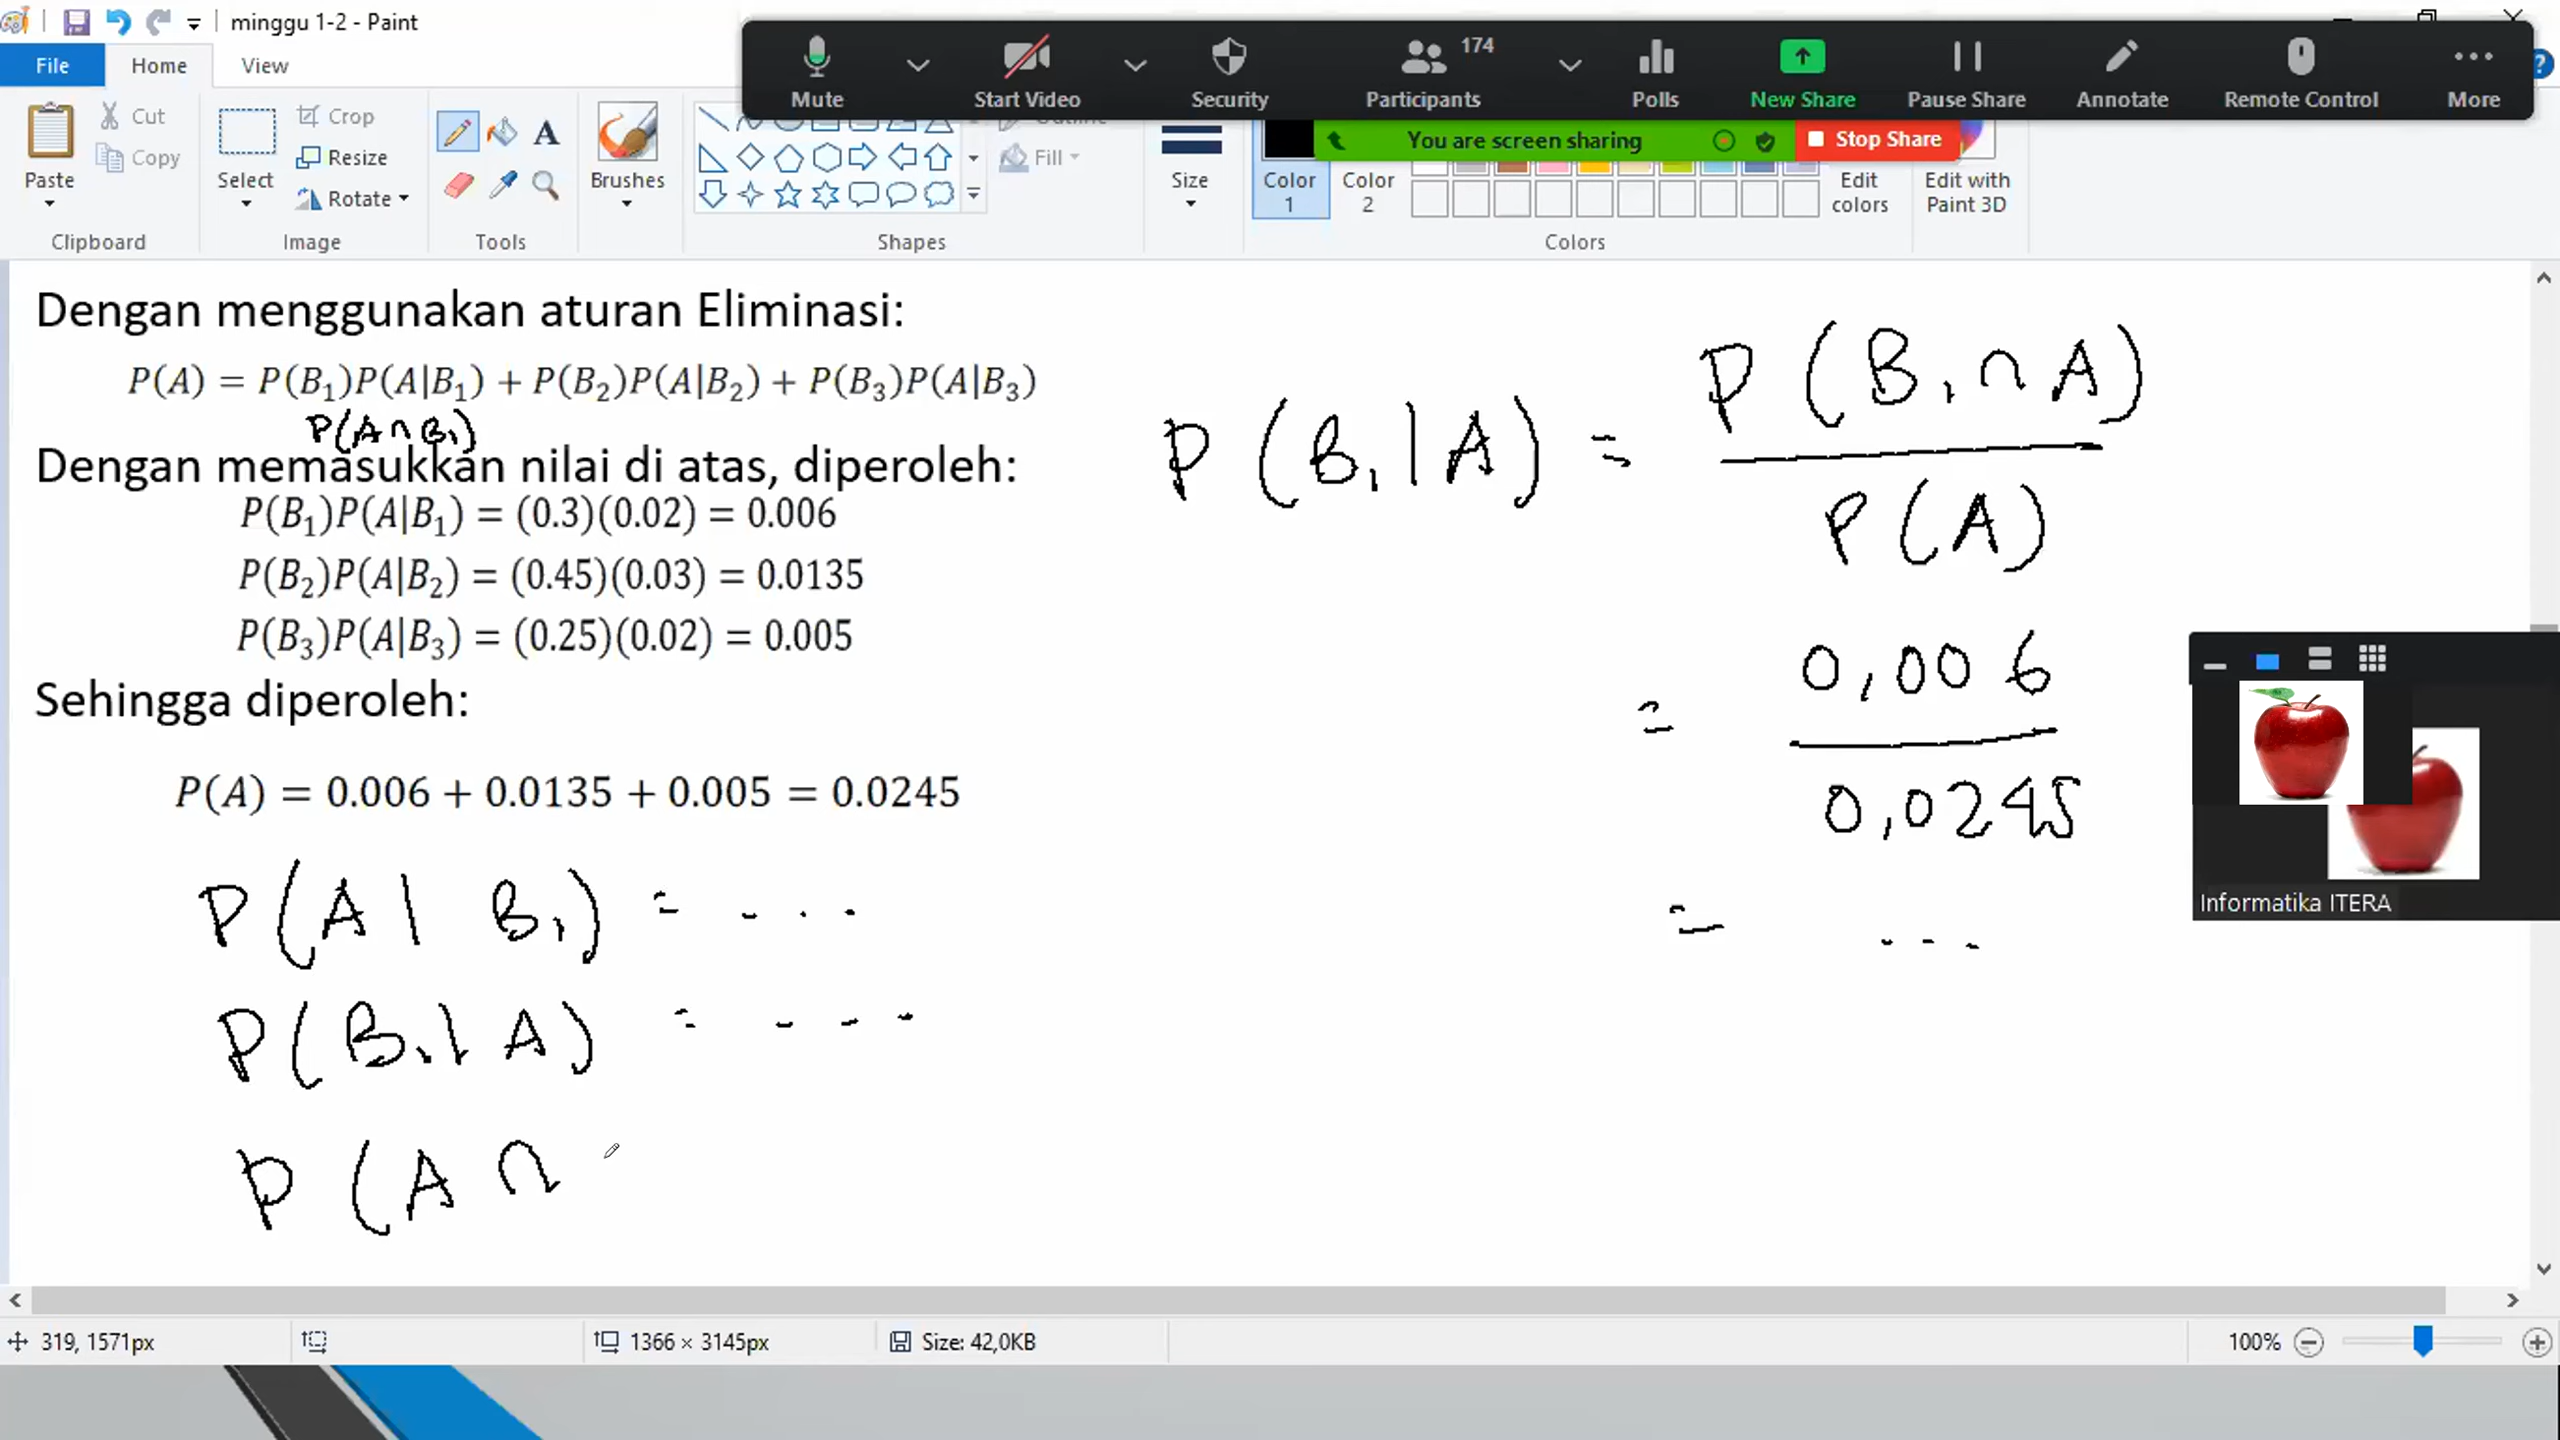 minggu 1-2 - Paint
File
Home
View
Paste
Cut
Copy
Clipboard
Select
Crop
Resize
Rotate
Image
Tools
Brushes
Fill
Shapes
Size
Color 1
Color 2
Edit colors
Edit with Paint 3D
Colors
Mute
Start Video
Security
174
Participants
Polls
New Share
Pause Share
Annotate
Remote Control
More
You are screen sharing
Stop Share
Dengan menggunakan aturan Eliminasi:
P(A) = P(B₁)P(A|B₁) + P(B₂)P(A|B₂) + P(B₃)P(A|B₃)
P(A ∩ B₁)
Dengan memasukkan nilai di atas, diperoleh:
P(B₁)P(A|B₁) = (0.3)(0.02) = 0.006
P(B₂)P(A|B₂) = (0.45)(0.03) = 0.0135
P(B₃)P(A|B₃) = (0.25)(0.02) = 0.005
Sehingga diperoleh:
P(A) = 0.006 + 0.0135 + 0.005 = 0.0245
P(A | B₁) = ...
P(B₁ | A) = ...
P(A ∩
P(B₁ ∩ A)
P(B₁ | A) =
P(A)
0,006
=
0,0245
= ...
Informatika ITERA
319, 1571px
1366 × 3145px
Size: 42,0KB
100%